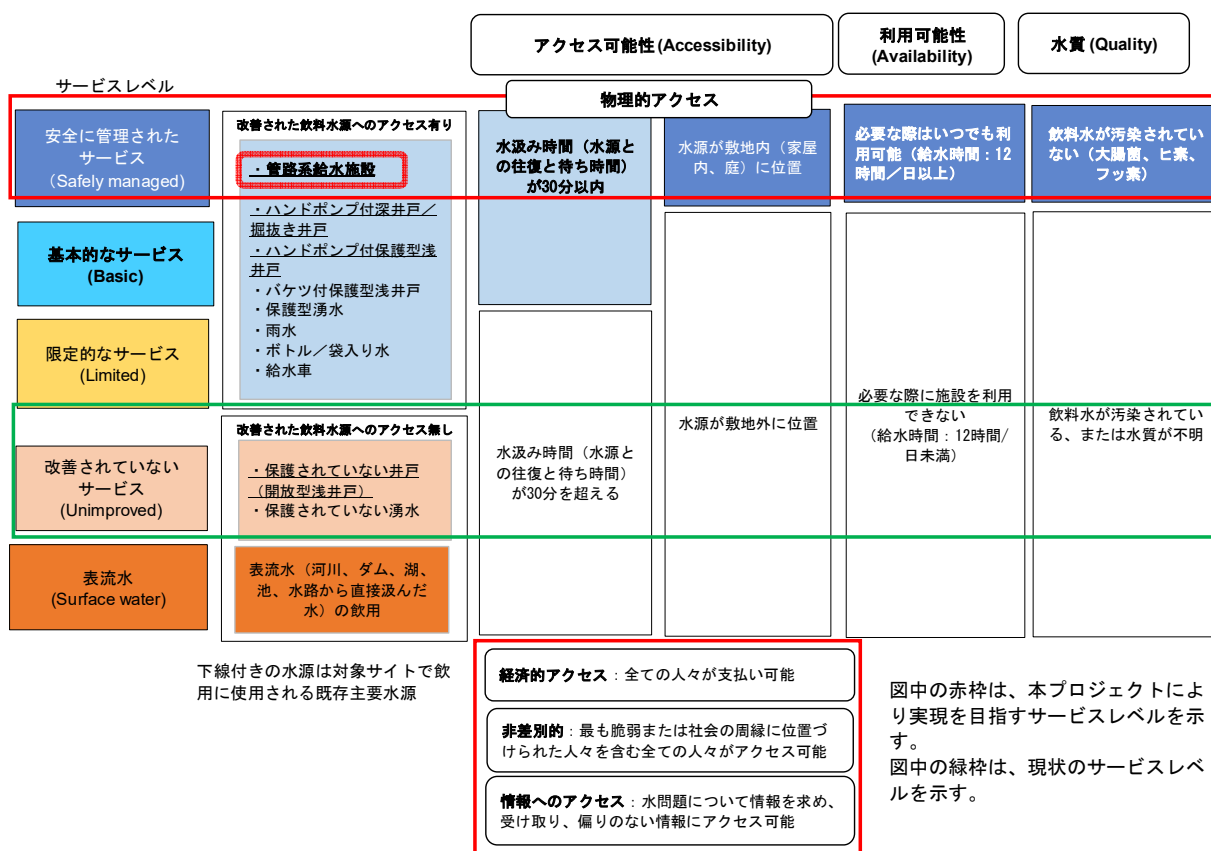 アクセス可能性(Accessibility)
利用可能性
(Availability)
水質(Quality)
サービスレベル
物理的アクセス
安全に管理された
サービス
（Safely managed)
改善された飲料水源へのアクセス有り
・管路系給水施設
・ハンドポンプ付深井戸／
掘抜き井戸
・ハンドポンプ付保護型浅
井戸
・バケツ付保護型浅井戸
・保護型湧水
・雨水
・ボトル／袋入り水
・給水車
水汲み時間（水源と
の往復と待ち時間）
が30分以内
水源が敷地内（家屋
内、庭）に位置
必要な際はいつでも利
用可能（給水時間：12
時間／日以上）
飲料水が汚染されてい
ない（大腸菌、ヒ素、
フッ素）
基本的なサービス
(Basic)
限定的なサービス
(Limited)
改善されていない
サービス
(Unimproved)
改善された飲料水源へのアクセス無し
・保護されていない井戸
（開放型浅井戸）
・保護されていない湧水
水汲み時間（水源と
の往復と待ち時間）
が30分を超える
水源が敷地外に位置
必要な際に施設を利用
できない
（給水時間：12時間/
日未満）
飲料水が汚染されてい
る、または水質が不明
表流水
(Surface water)
表流水（河川、ダム、湖、
池、水路から直接汲んだ
水）の飲用
下線付きの水源は対象サイトで飲
用に使用される既存主要水源
経済的アクセス：全ての人々が支払い可能
非差別的：最も脆弱または社会の周縁に位置づ
けられた人々を含む全ての人々がアクセス可能
情報へのアクセス：水問題について情報を求め、
受け取り、偏りのない情報にアクセス可能
図中の赤枠は、本プロジェクトによ
り実現を目指すサービスレベルを示
す。
図中の緑枠は、現状のサービスレベ
ルを示す。